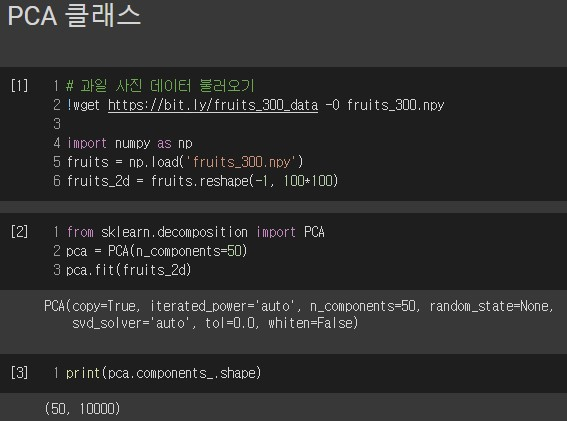 PCA 클래스
[1] 1 # 과일 사진 데이터 불러오기
2 !wget https://bit.ly/fruits_300_data -O fruits_300.npy
3
4 import numpy as np
5 fruits = np.load('fruits_300.npy')
6 fruits_2d = fruits.reshape(-1, 100*100)
[2] 1 from sklearn.decomposition import PCA
2 pca = PCA(n_components=50)
3 pca.fit(fruits_2d)
PCA(copy=True, iterated_power='auto', n_components=50, random_state=None,
svd_solver='auto', tol=0.0, whiten=False)
[3] 1 print(pca.components_.shape)
(50, 10000)